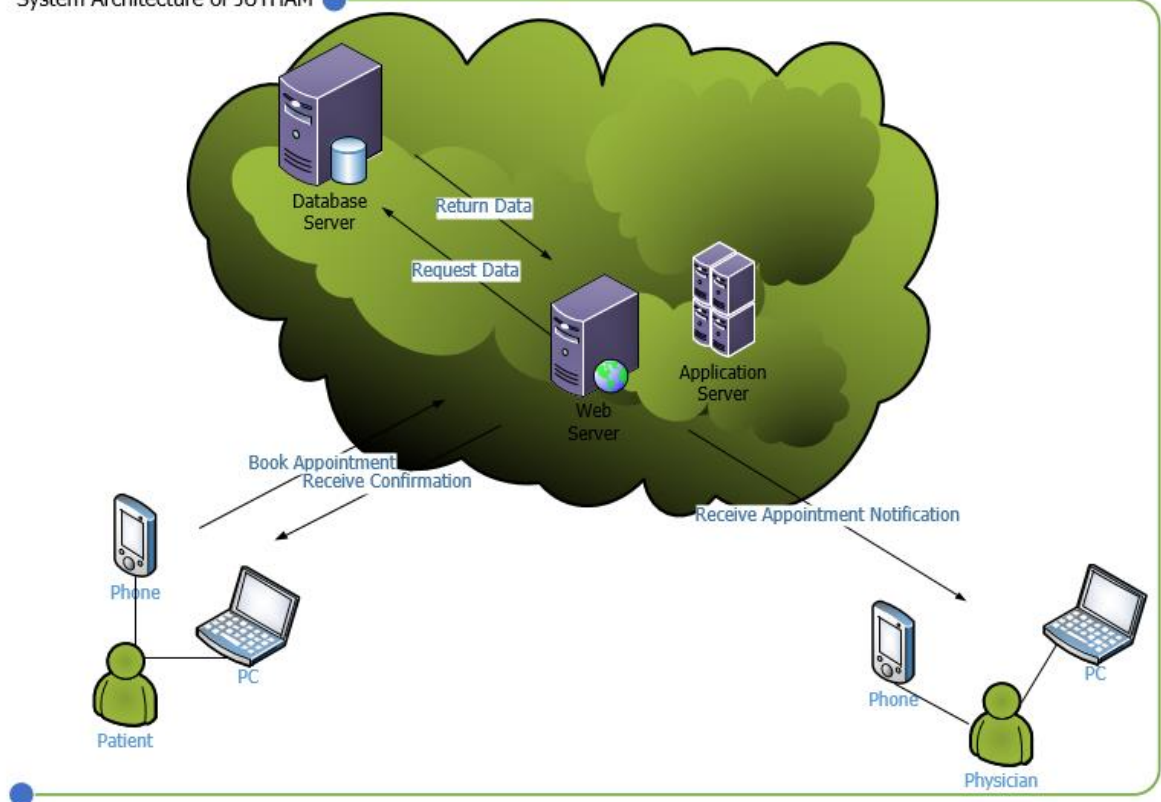 System Architecture of JOTHAM
Database
Server
Return Data
Request Data
Application
Server
Web
Server
Book Appointment
Receive Confirmation
Receive Appointment Notification
Phone
PC
Patient
Phone
PC
Physician